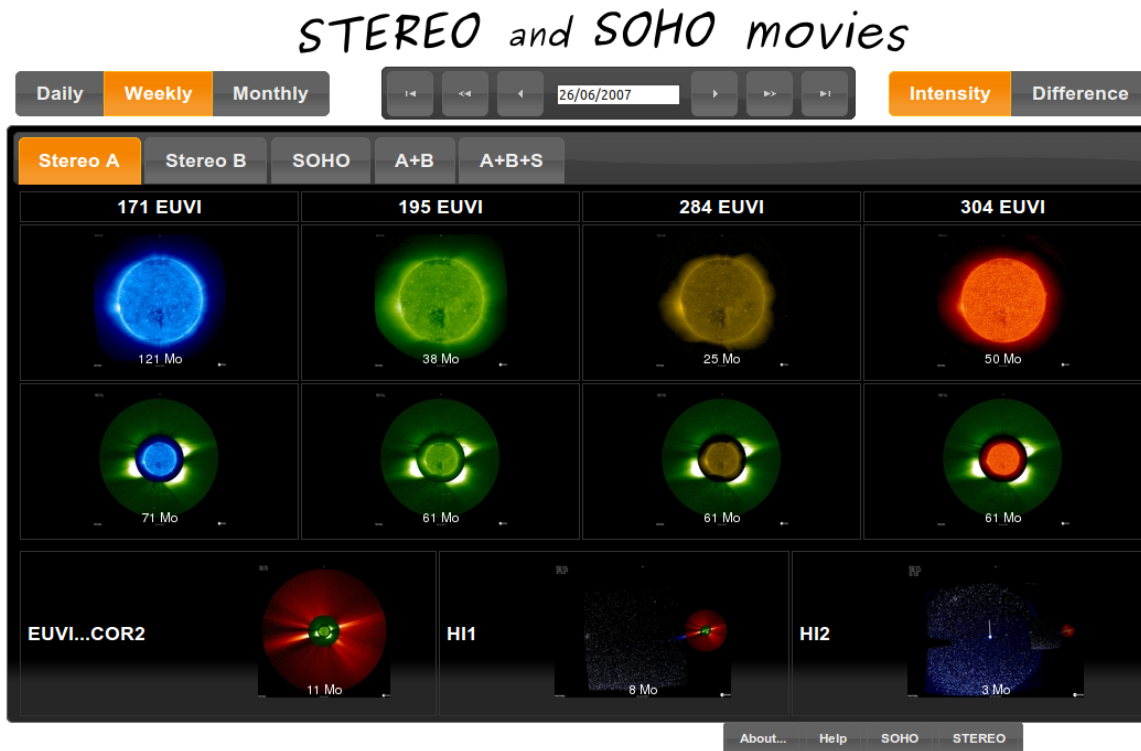 STEREO and SOHO movies
Daily Weekly Monthly 26/06/2007 Intensity Difference
Stereo A Stereo B SOHO A+B A+B+S
171 EUVI 195 EUVI 284 EUVI 304 EUVI
121 Mo 38 Mo 25 Mo 50 Mo
71 Mo 61 Mo 61 Mo 61 Mo
EUVI...COR2 HI1 HI2
11 Mo 8 Mo 3 Mo
About... Help SOHO STEREO